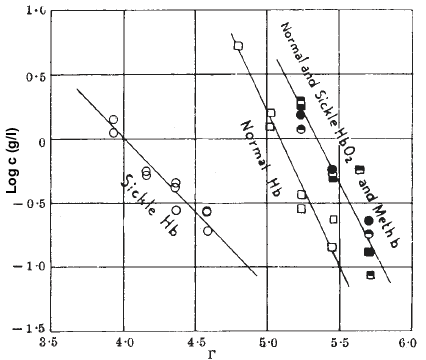 1·0
0·5
0
-0·5
-1·0
-1·5
Log c (g/l)
3·5
4·0
4·5
5·0
5·5
6·0
Γ
Sickle Hb
Normal Hb
Normal and Sickle HbO2 and Methb